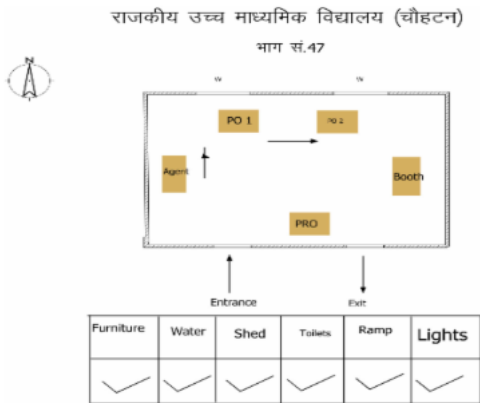 राजकीय उच्च माध्यमिक विद्यालय (चौहटन)
भाग सं.47
N
W W
PO 1 PO 2
Agent Booth
PRO
Entrance Exit
Furniture Water Shed Toilets Ramp Lights